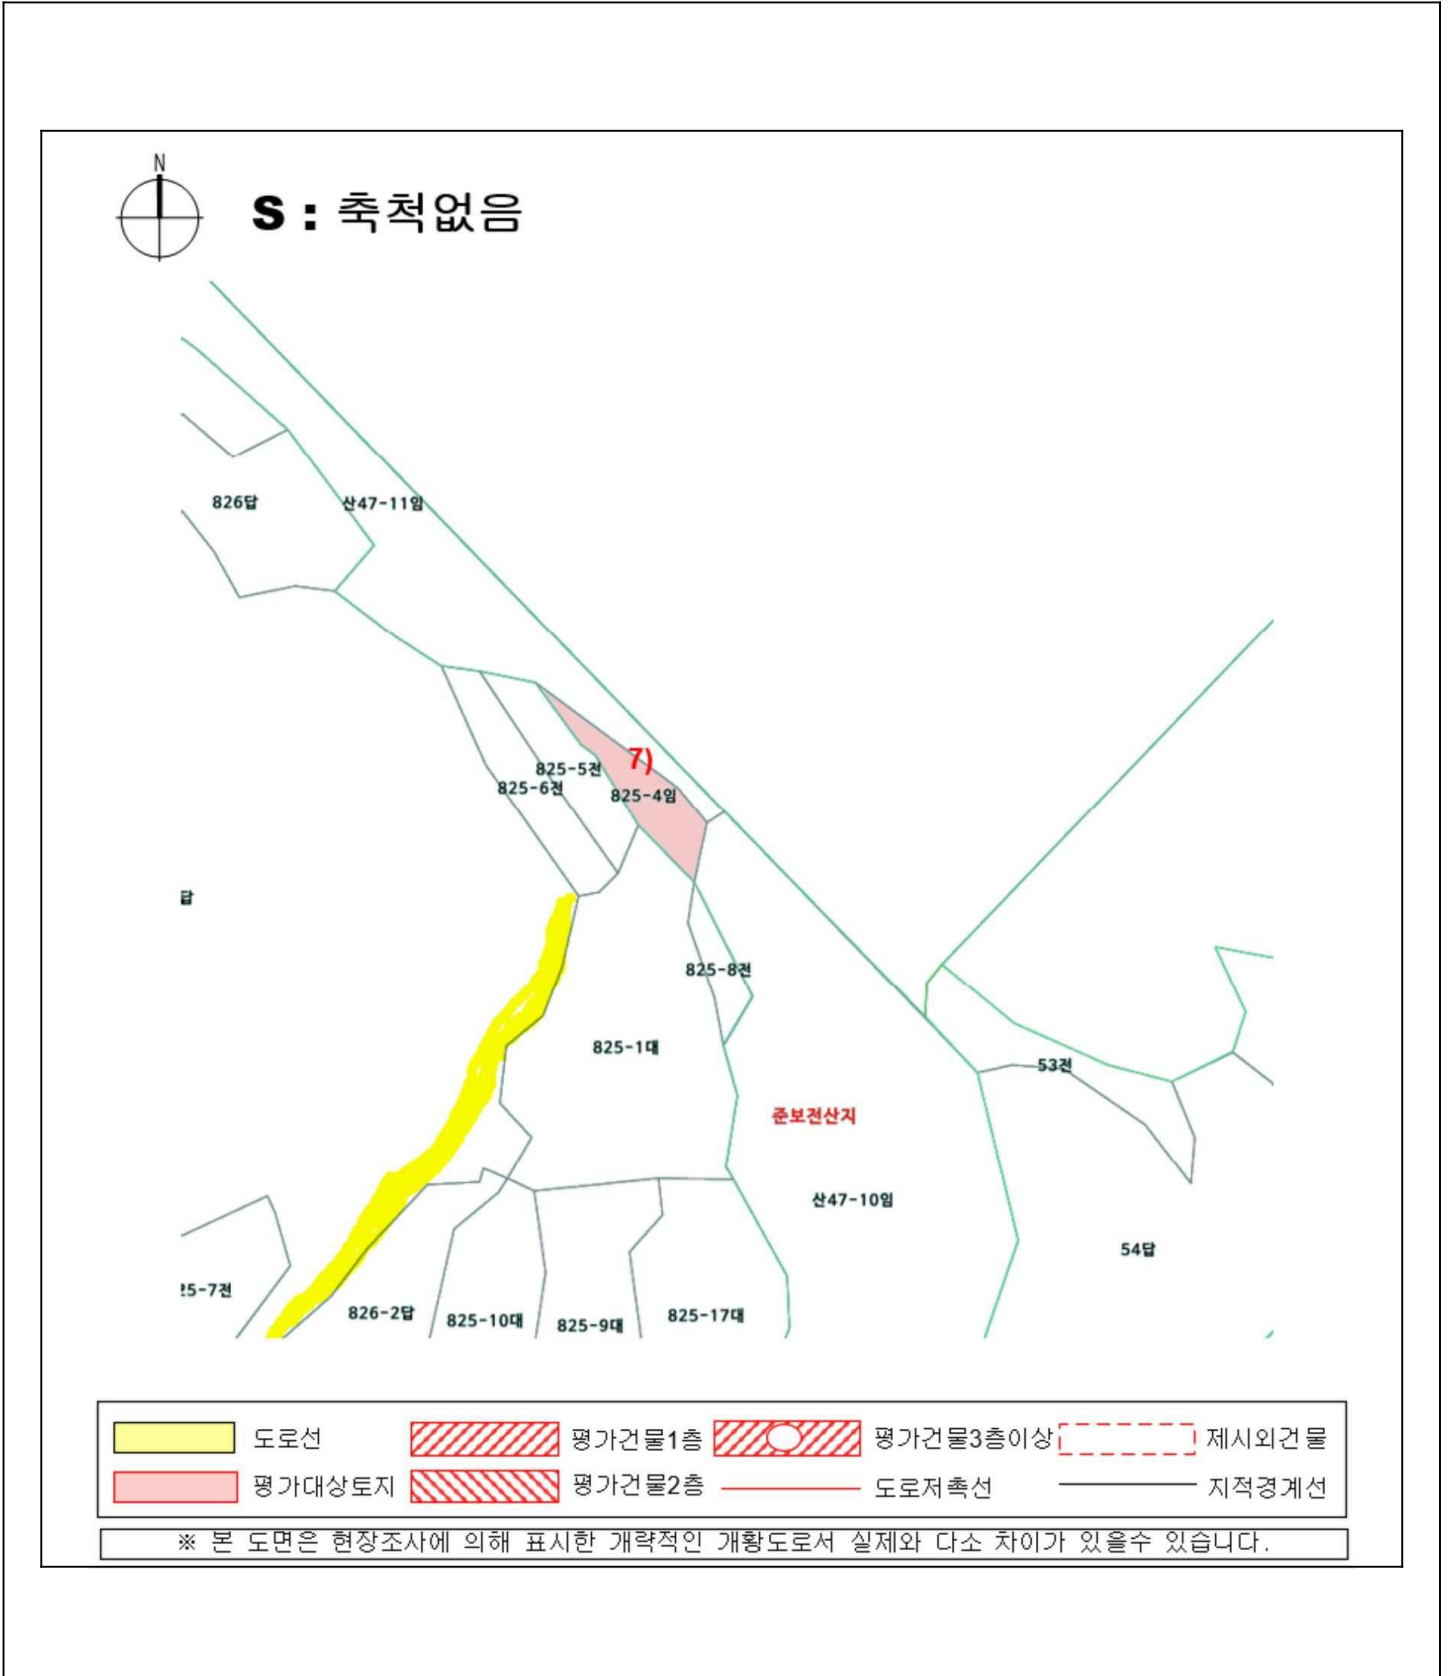 N
S : 축척없음
826답
산47-11임
7)
825-5전
825-6전
825-4임
답
825-8전
825-1대
53전
준보전산지
산47-10임
54답
25-7전
826-2답
825-10대
825-9대
825-17대
도로선
평가건물1층
평가건물3층이상
제시외건물
평가대상토지
평가건물2층
도로저촉선
지적경계선
※ 본 도면은 현장조사에 의해 표시한 개략적인 개황도로서 실제와 다소 차이가 있을수 있습니다.